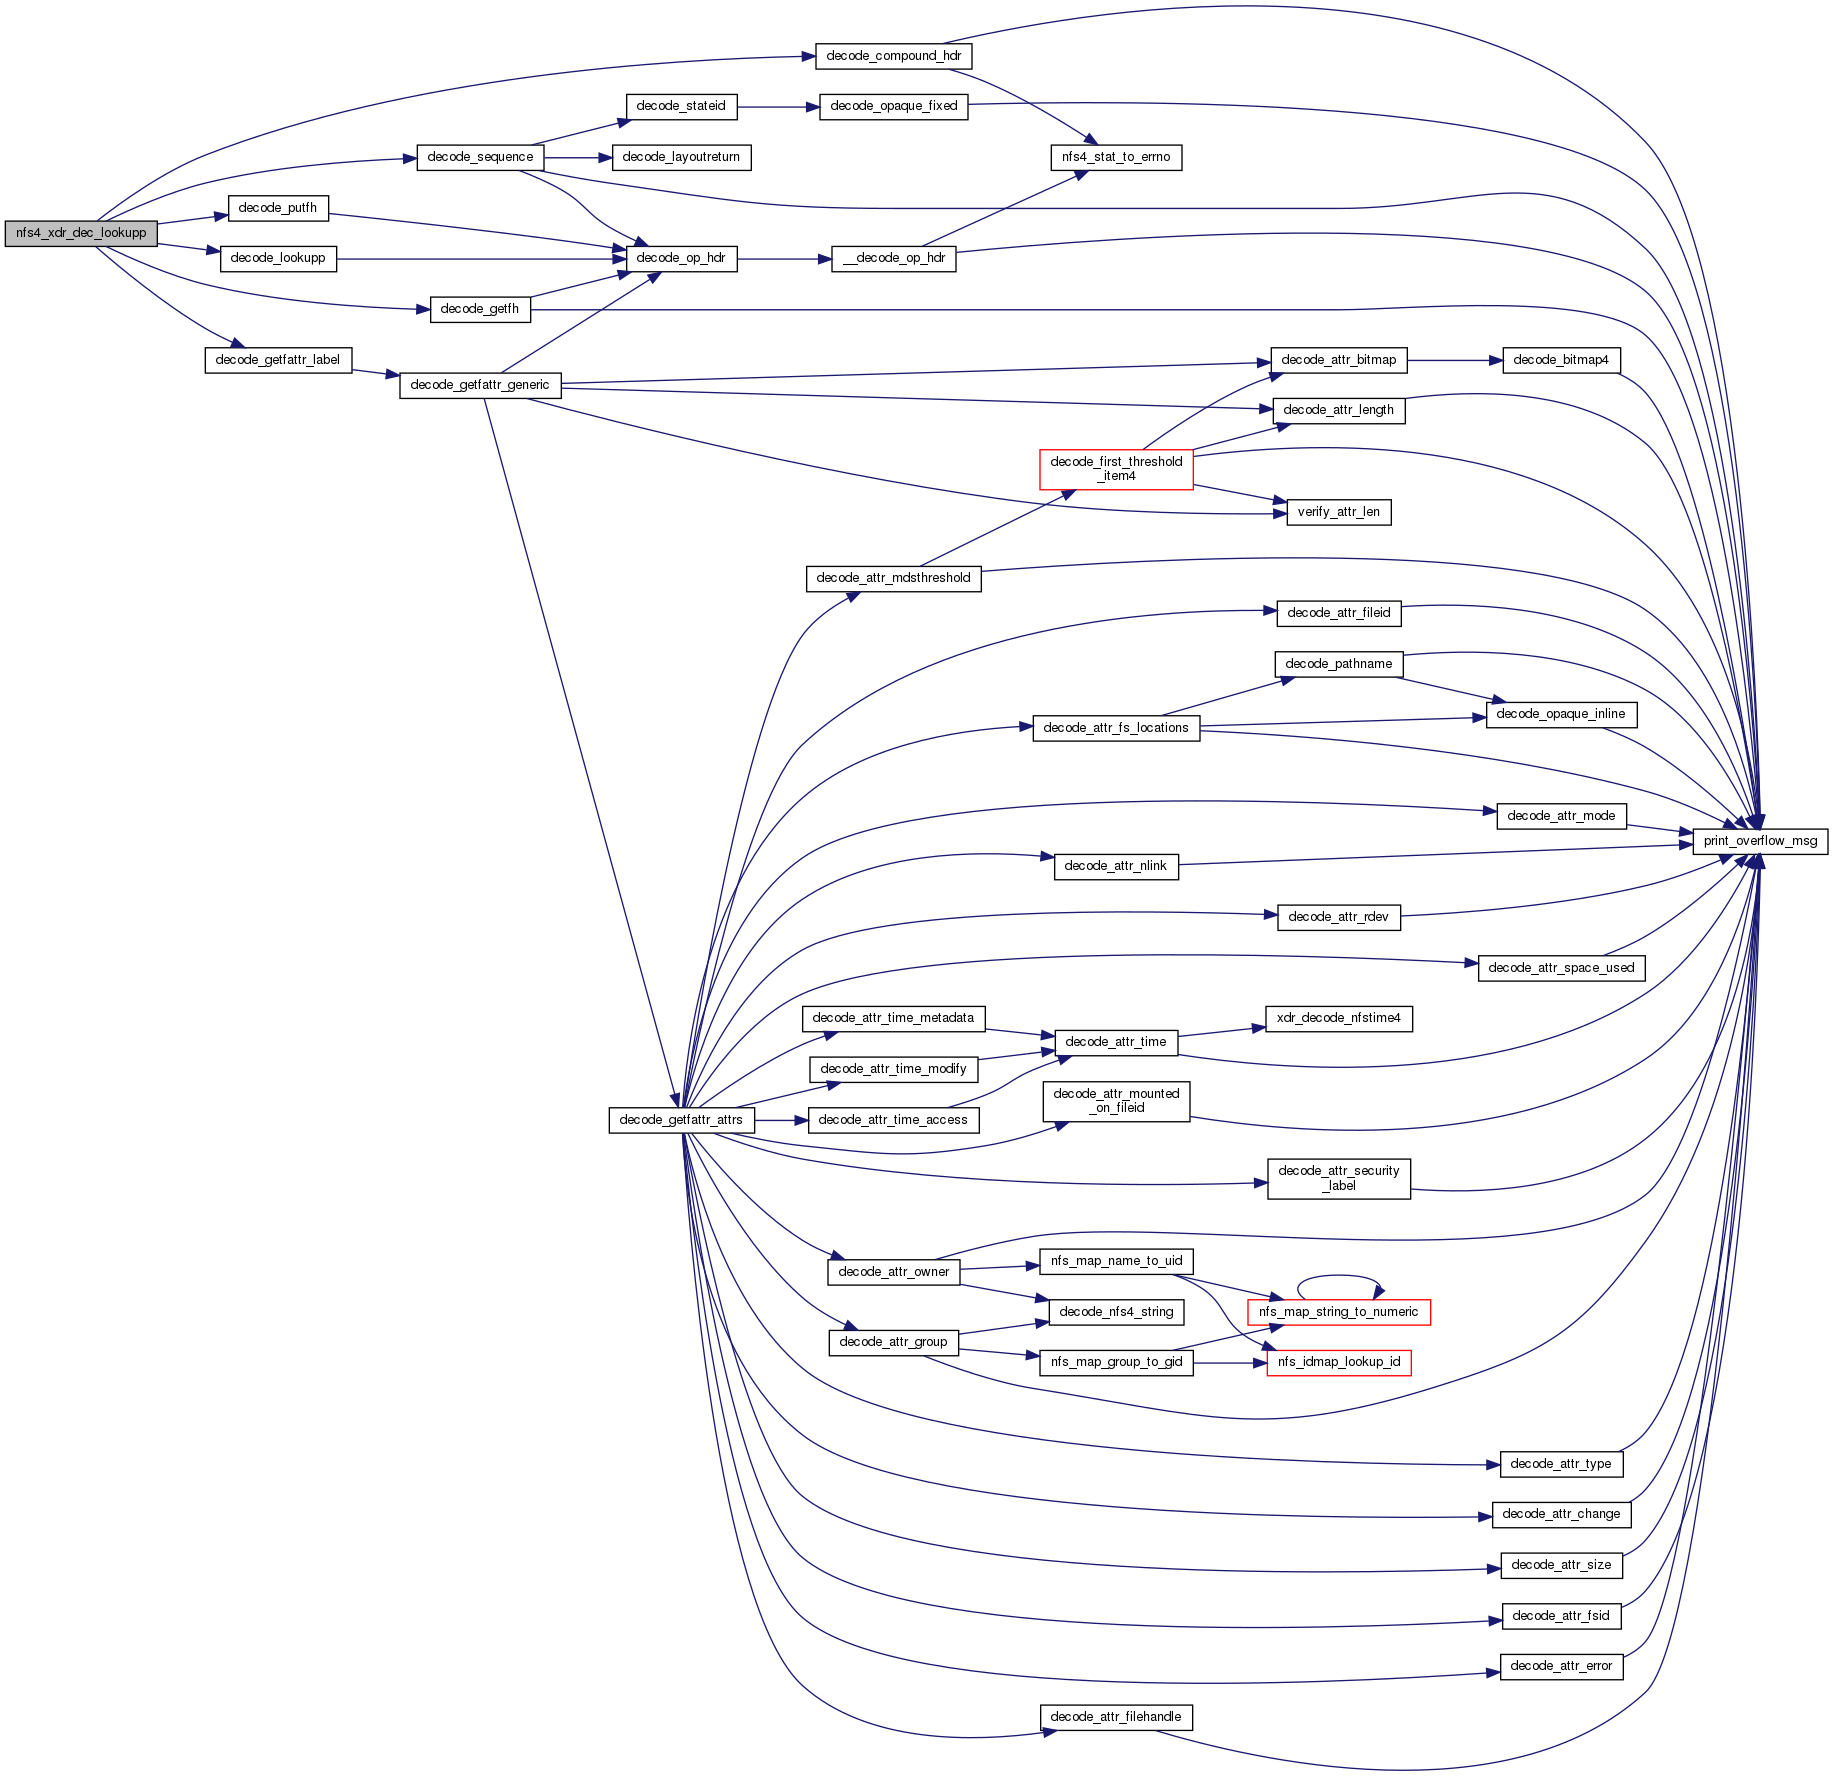 decode_compound_hdr
decode_stateid
decode_opaque_fixed
decode_sequence
decode_layoutreturn
nfs4_stat_to_errno
decode_putfh
nfs4_xdr_dec_lookupp
decode_lookupp
decode_op_hdr
__decode_op_hdr
decode_getfh
decode_getfattr_label
decode_attr_bitmap
decode_bitmap4
decode_getfattr_generic
decode_attr_length
decode_first_threshold
_item4
verify_attr_len
decode_attr_mdsthreshold
decode_attr_fileid
decode_pathname
decode_opaque_inline
decode_attr_fs_locations
decode_attr_mode
print_overflow_msg
decode_attr_nlink
decode_attr_rdev
decode_attr_space_used
decode_attr_time_metadata
xdr_decode_nfstime4
decode_attr_time
decode_attr_time_modify
decode_attr_mounted
_on_fileid
decode_getfattr_attrs
decode_attr_time_access
decode_attr_security
_label
nfs_map_name_to_uid
decode_attr_owner
decode_nfs4_string
nfs_map_string_to_numeric
decode_attr_group
nfs_map_group_to_gid
nfs_idmap_lookup_id
decode_attr_type
decode_attr_change
decode_attr_size
decode_attr_fsid
decode_attr_error
decode_attr_filehandle